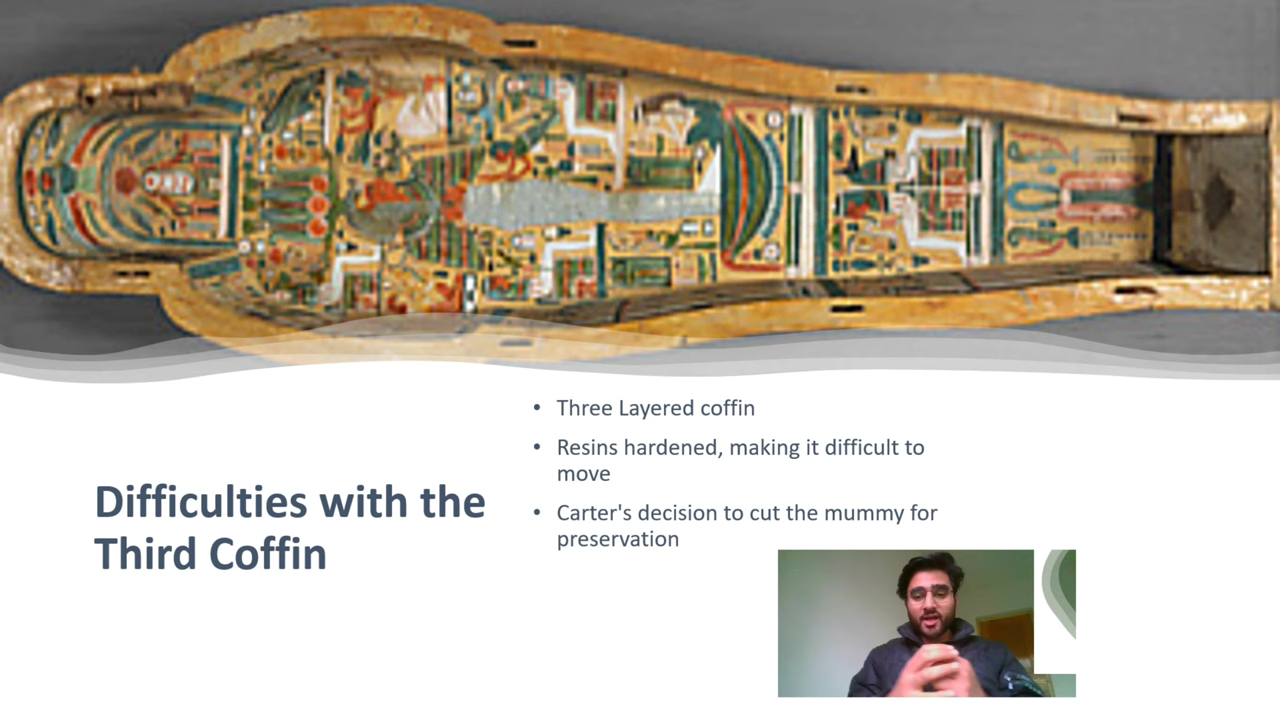 Difficulties with the
Third Coffin
• Three Layered coffin
• Resins hardened, making it difficult to
move
• Carter's decision to cut the mummy for
preservation